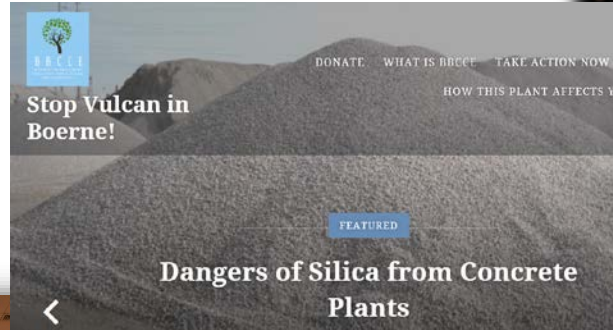 BBCCE
Stop Vulcan in
Boerne!
DONATE WHAT IS BBCCE TAKE ACTION NOW
HOW THIS PLANT AFFECTS Y
FEATURED
Dangers of Silica from Concrete
Plants